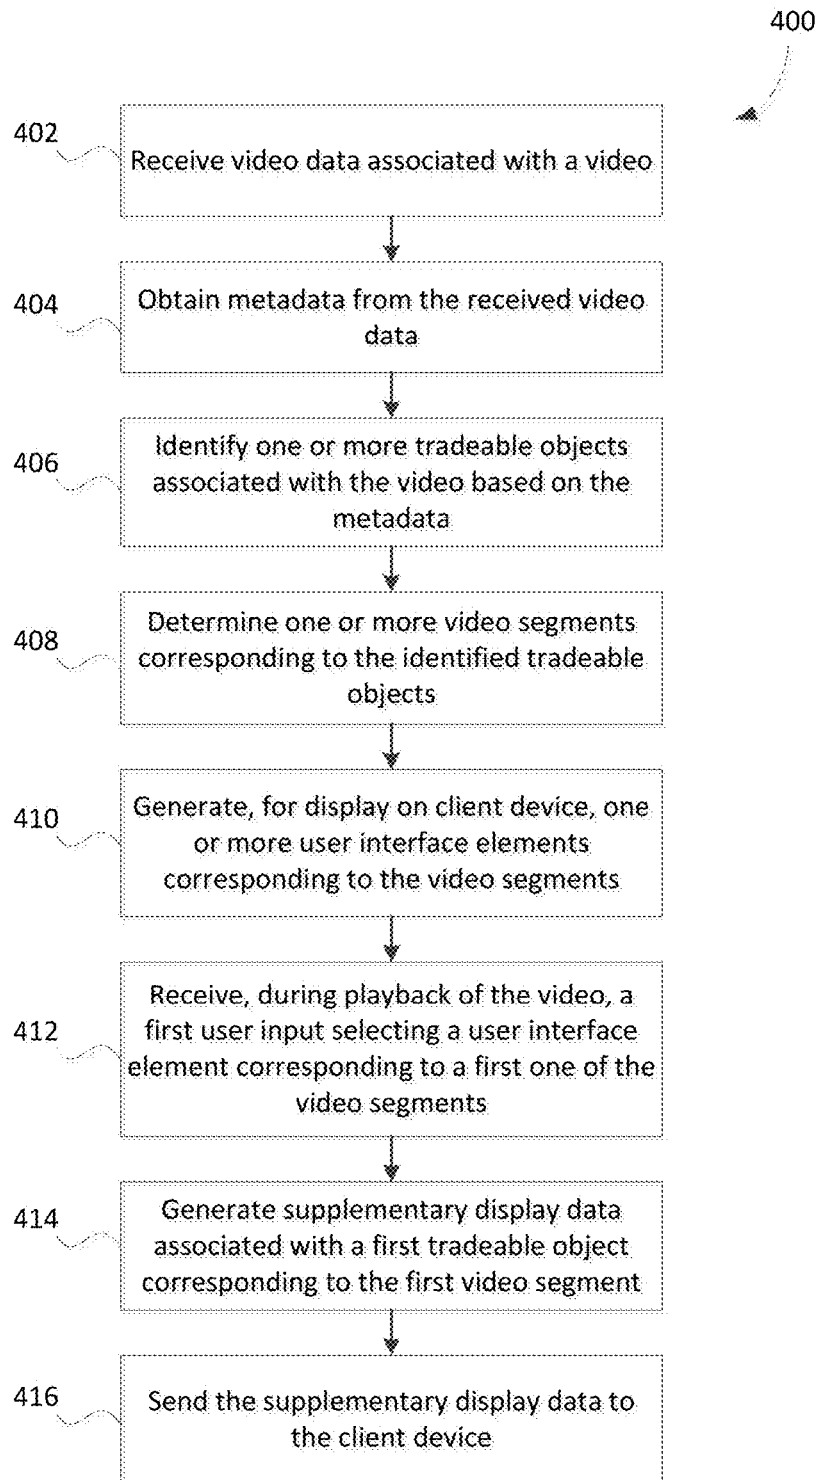 400
402
Receive video data associated with a video
404
Obtain metadata from the received video
data
406
Identify one or more tradeable objects
associated with the video based on the
metadata
408
Determine one or more video segments
corresponding to the identified tradeable
objects
410
Generate, for display on client device, one
or more user interface elements
corresponding to the video segments
412
Receive, during playback of the video, a
first user input selecting a user interface
element corresponding to a first one of the
video segments
414
Generate supplementary display data
associated with a first tradeable object
corresponding to the first video segment
416
Send the supplementary display data to
the client device